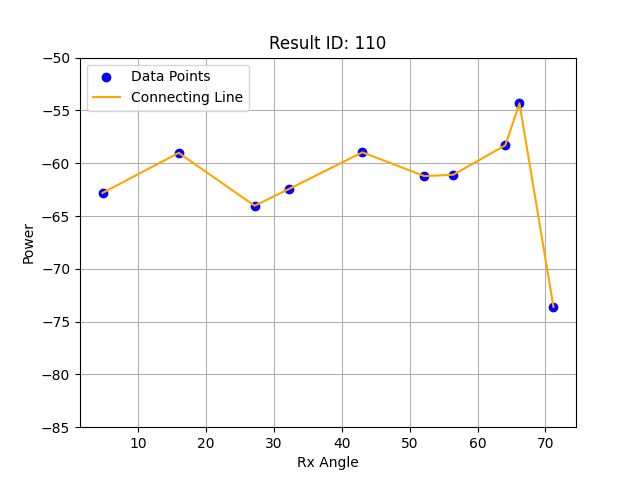 Result ID: 110
Data Points
Connecting Line
−50
−55
−60
−65
−70
−75
−80
−85
Power
10 20 30 40 50 60 70
Rx Angle